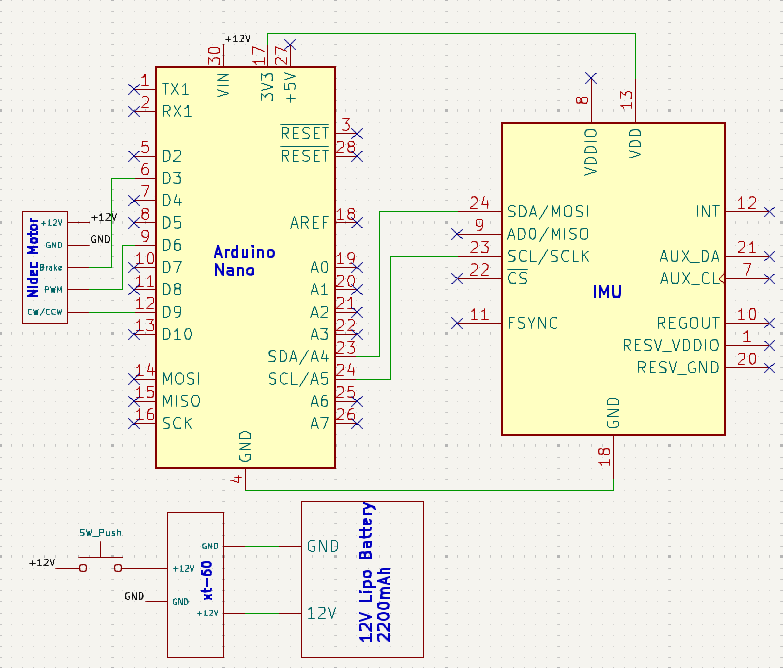 +12V
30
17
27
VIN
3V3
+5V
1
TX1
2
RX1
RESET
3
RESET
28
5
D2
6
D3
7
D4
8
D5
AREF
18
9
D6
10
D7
A0
19
11
D8
A1
20
12
D9
A2
21
13
D10
A3
22
SDA/A4
23
14
MOSI
SCL/A5
24
15
MISO
A6
25
16
SCK
A7
26
Arduino
Nano
GND
4
Nidec Motor
+12V
+12V
GND
GND
Brake
PWM
CW/CCW
8
13
VDDIO
VDD
24
SDA/MOSI
INT
12
9
AD0/MISO
23
SCL/SCLK
AUX_DA
21
22
CS
AUX_CL
7
IMU
11
FSYNC
REGOUT
10
RESV_VDDIO
1
RESV_GND
20
GND
18
SW_Push
+12V
+12V
GND
GND
GND
+12V
xt-60
GND
12V
12V Lipo Battery
2200mAh